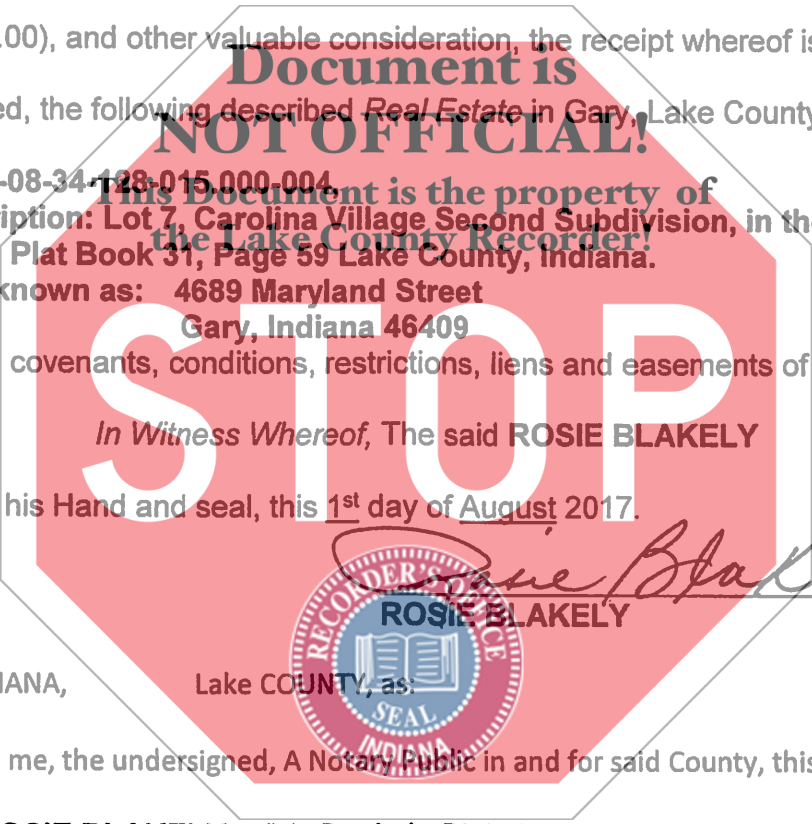 .00), and other valuable consideration, the receipt whereof is
Document is
ed, the following described Real Estate in Gary, Lake County
NOT OFFICIAL!
-08-34-128-015.000-004,
This Document is the property of
iption: Lot 7, Carolina Village Second Subdivision, in the
the Lake County Recorder!
Plat Book 31, Page 59 Lake County, Indiana.
known as: 4689 Maryland Street
Gary, Indiana 46409
covenants, conditions, restrictions, liens and easements of
STOP
In Witness Whereof, The said ROSIE BLAKELY
his Hand and seal, this 1st day of August 2017.
Rosie Blak
ROSIE BLAKELY
RECORDER'S OFFICE
SEAL
INDIANA
IANA, Lake COUNTY, as:
me, the undersigned, A Notary Public in and for said County, this